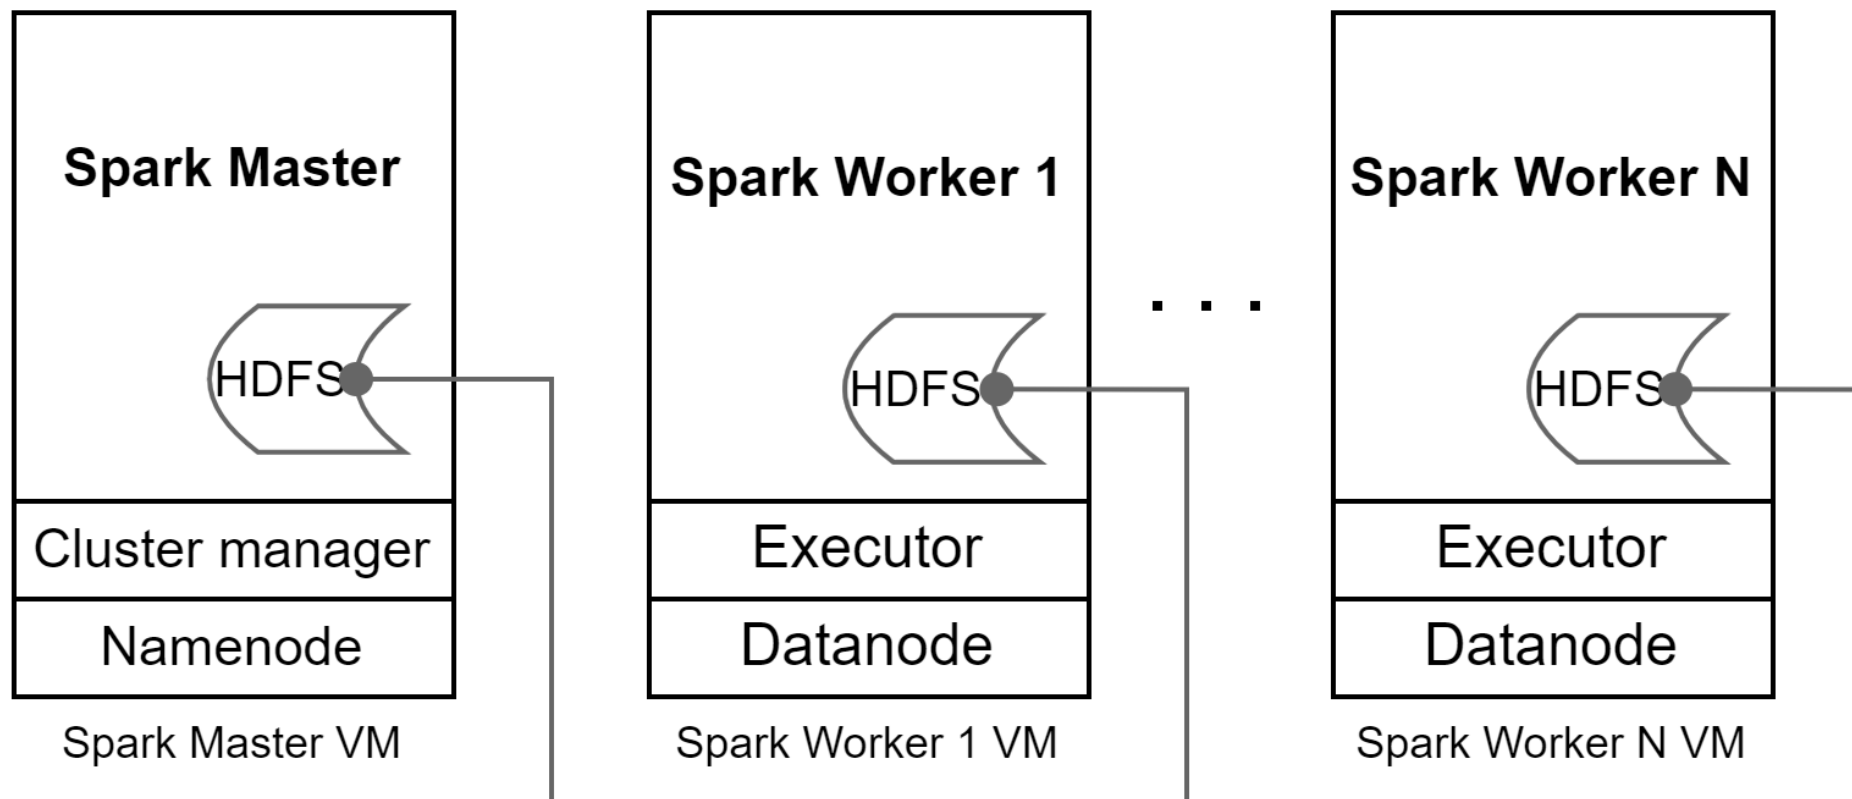 Spark Master
HDFS
Cluster manager
Namenode
Spark Master VM
Spark Worker 1
HDFS
Executor
Datanode
Spark Worker 1 VM
. . .
Spark Worker N
HDFS
Executor
Datanode
Spark Worker N VM